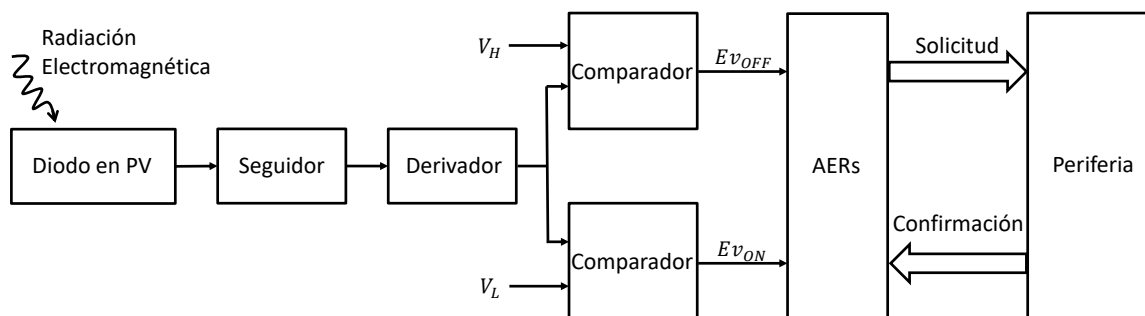 Radiación
Electromagnética
Diodo en PV
Seguidor
Derivador
V_H
Comparador
Ev_OFF
V_L
Comparador
Ev_ON
AERs
Solicitud
Confirmación
Periferia